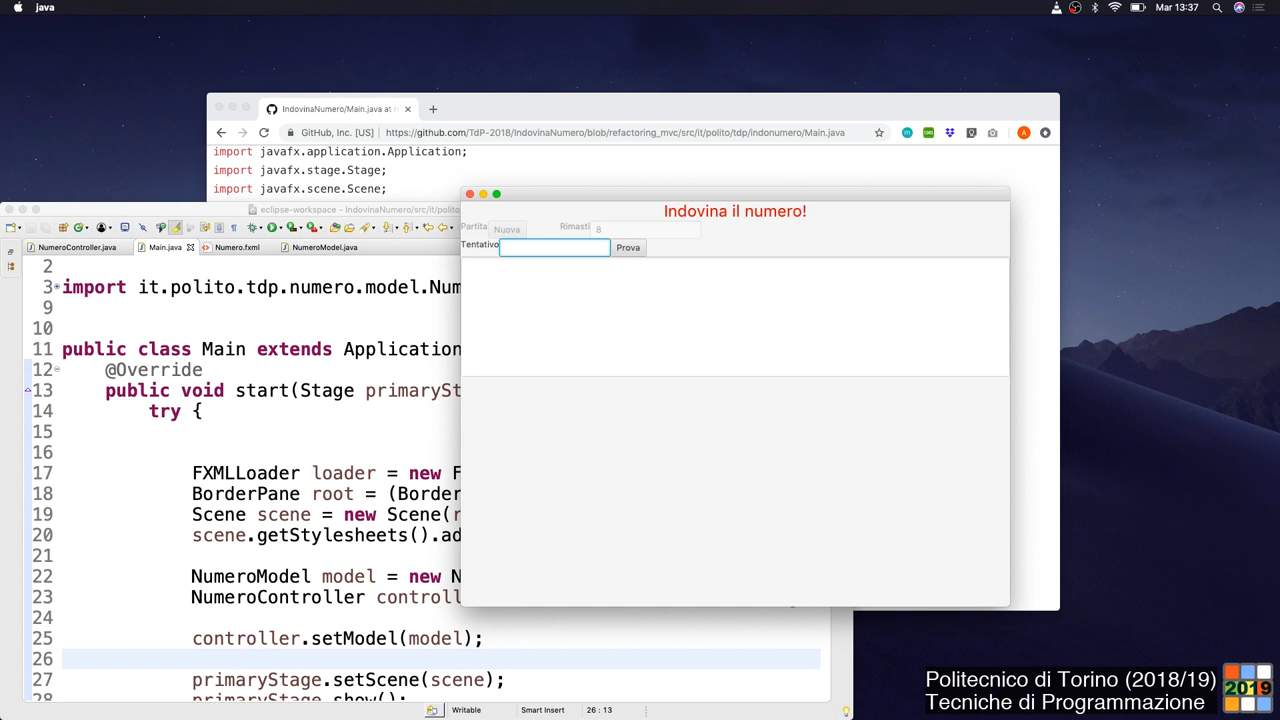 java
Mar 13:37
IndovinaNumero/Main.java at
GitHub, Inc. [US]
https://github.com/TdP-2018/IndovinaNumero/blob/refactoring_mvc/src/it/polito/tdp/indonumero/Main.java
import javafx.application.Application;
import javafx.stage.Stage;
import javafx.scene.Scene;
eclipse-workspace - IndovinaNumero/src/it/polito
NumeroController.java
Main.java
Numero.fxml
NumeroModel.java
2
3 import it.polito.tdp.numero.model.Num
9
10
11 public class Main extends Application
12 @Override
13 public void start(Stage primarySt
14 try {
15
16
17 FXMLLoader loader = new F
18 BorderPane root = (Border
19 Scene scene = new Scene(r
20 scene.getStylesheets().ad
21
22 NumeroModel model = new N
23 NumeroController controll
24
25 controller.setModel(model);
26
27 primaryStage.setScene(scene);
28 primaryStage.show();
Writable
Smart Insert
26 : 13
Indovina il numero!
Partita
Nuova
Rimasti
8
Tentativo
Prova
Politecnico di Torino (2018/19)
Tecniche di Programmazione
2019